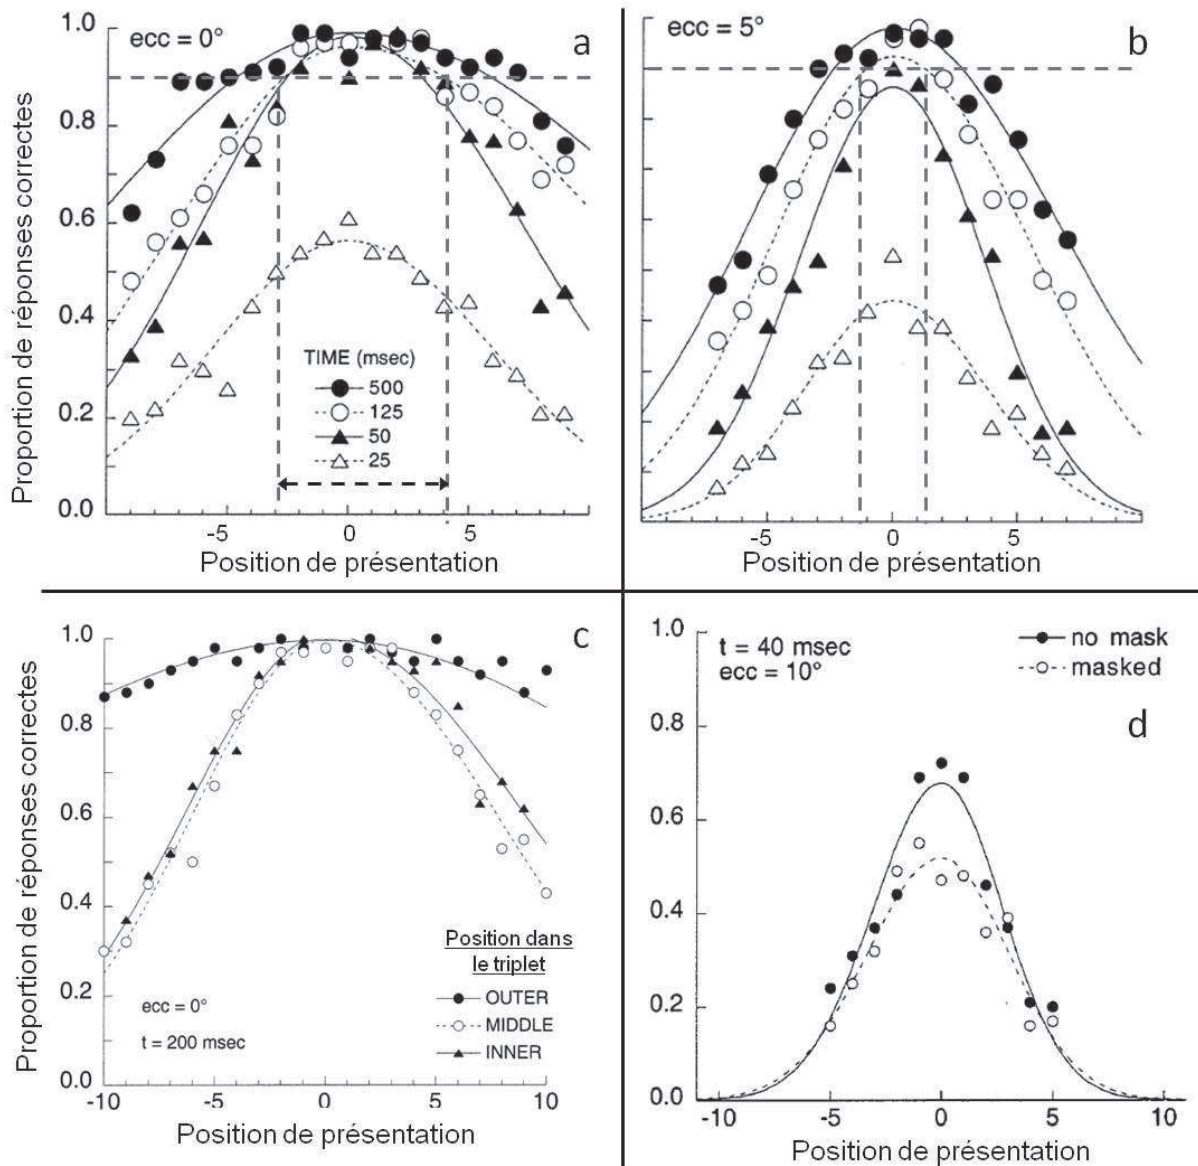 ecc = 0°
a
Proportion de réponses correctes
1.0
0.8
0.6
0.4
0.2
0.0
TIME (msec)
500
125
50
25
-5
0
5
Position de présentation
ecc = 5°
b
-5
0
5
Position de présentation
c
Proportion de réponses correctes
1.0
0.8
0.6
0.4
0.2
0.0
Position dans
le triplet
OUTER
MIDDLE
INNER
ecc = 0°
t = 200 msec
-10
-5
0
5
10
Position de présentation
t = 40 msec
ecc = 10°
no mask
masked
d
1.0
0.8
0.6
0.4
0.2
0.0
-10
-5
0
5
10
Position de présentation